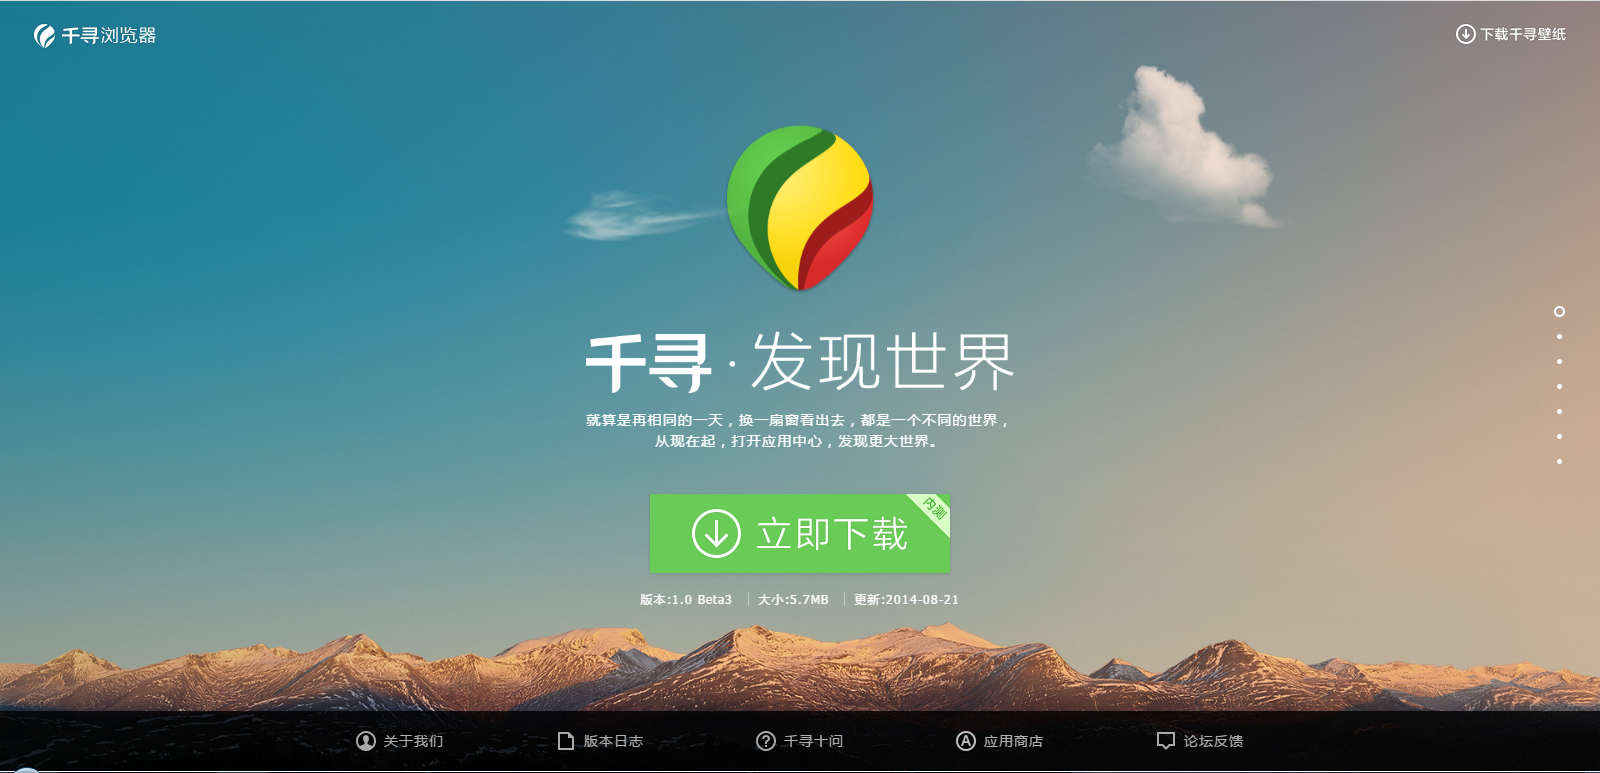 千寻浏览器
下载千寻壁纸
千寻·发现世界
就算是再相同的一天，换一扇窗看出去，都是一个不同的世界，
从现在起，打开应用中心，发现更大世界。
立即下载
内测
版本:1.0 Beta3 大小:5.7MB 更新:2014-08-21
关于我们 版本日志 千寻十问 应用商店 论坛反馈